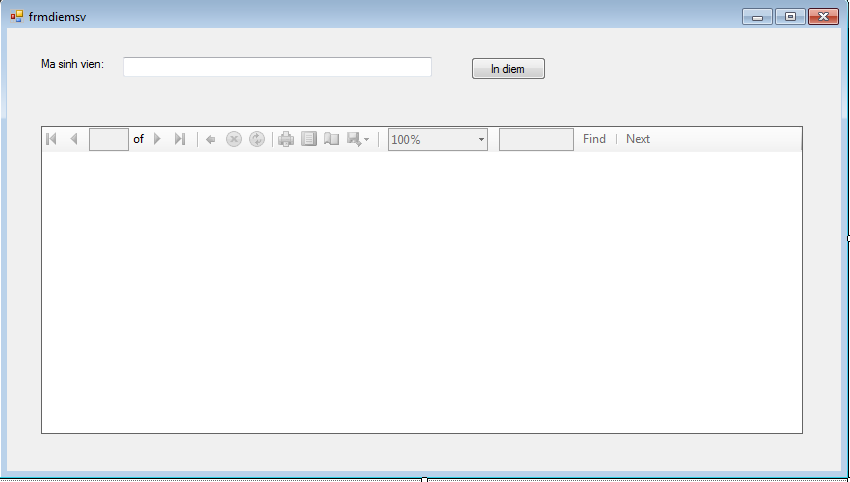 frmdiemsv
Ma sinh vien:
In diem
of
100%
Find
Next